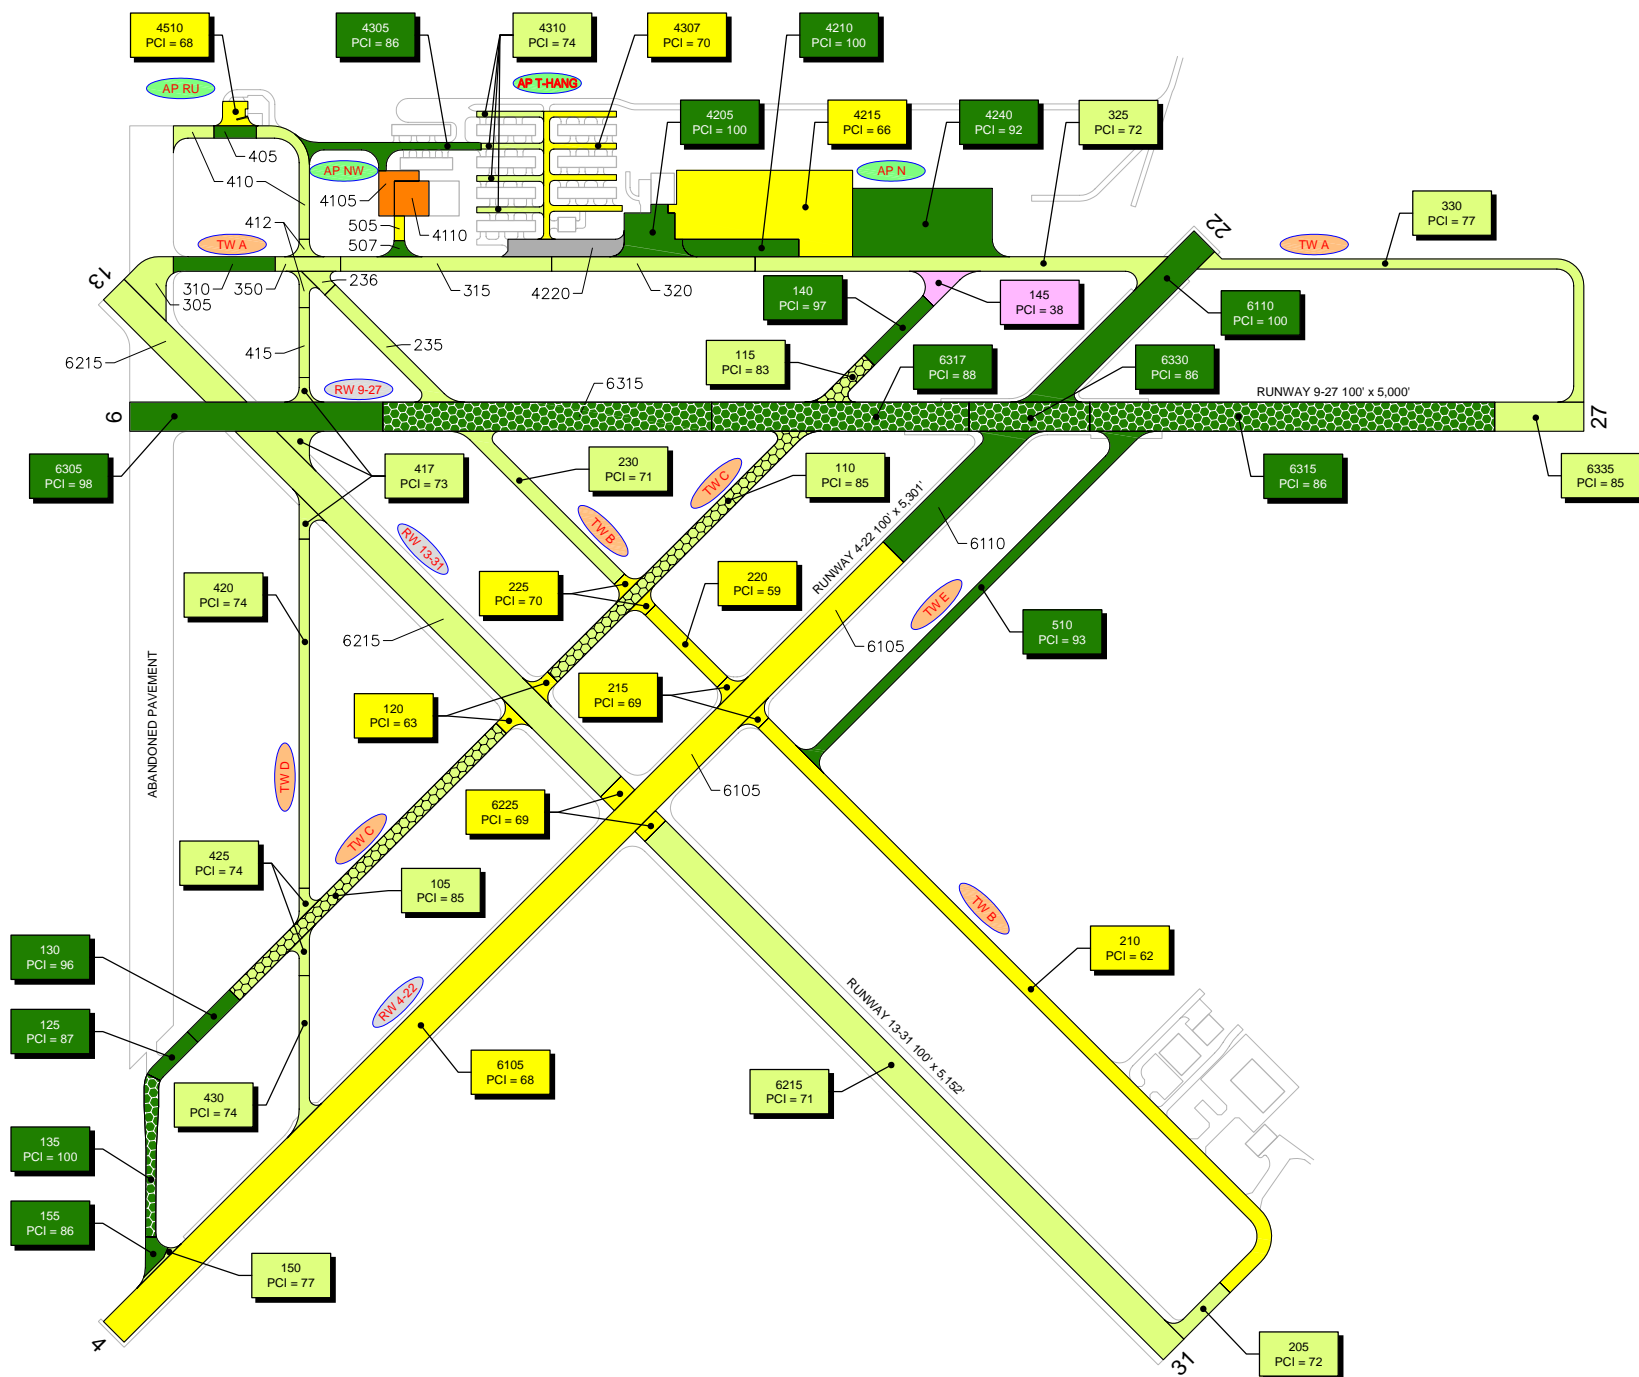 4510
PCI = 68
4305
PCI = 86
4310
PCI = 74
4307
PCI = 70
4210
PCI = 100
AP RU
AP T-HANG
4205
PCI = 100
4215
PCI = 66
4240
PCI = 92
325
PCI = 72
405
410
AP NW
AP N
4105
4110
412
505
507
TW A
22
TW A
330
PCI = 77
13
310
350
305
236
315
4220
320
140
PCI = 97
145
PCI = 38
6110
PCI = 100
6215
415
235
115
PCI = 83
6317
PCI = 88
6330
PCI = 86
RW 9-27
6315
RUNWAY 9-27 100' x 5,000'
9
27
6305
PCI = 98
417
PCI = 73
230
PCI = 71
TW C
110
PCI = 85
6315
PCI = 86
6335
PCI = 85
RW 13-31
TW B
RUNWAY 4-22 100' x 5,301'
6110
420
PCI = 74
225
PCI = 70
220
PCI = 59
TW E
510
PCI = 93
6215
6105
ABANDONED PAVEMENT
120
PCI = 63
215
PCI = 69
TW D
6105
6225
PCI = 69
TW C
425
PCI = 74
105
PCI = 85
TW B
130
PCI = 96
210
PCI = 62
RW 4-22
125
PCI = 87
RUNWAY 13-31 100' x 5,152'
6105
PCI = 68
430
PCI = 74
6215
PCI = 71
135
PCI = 100
155
PCI = 86
150
PCI = 77
4
31
205
PCI = 72